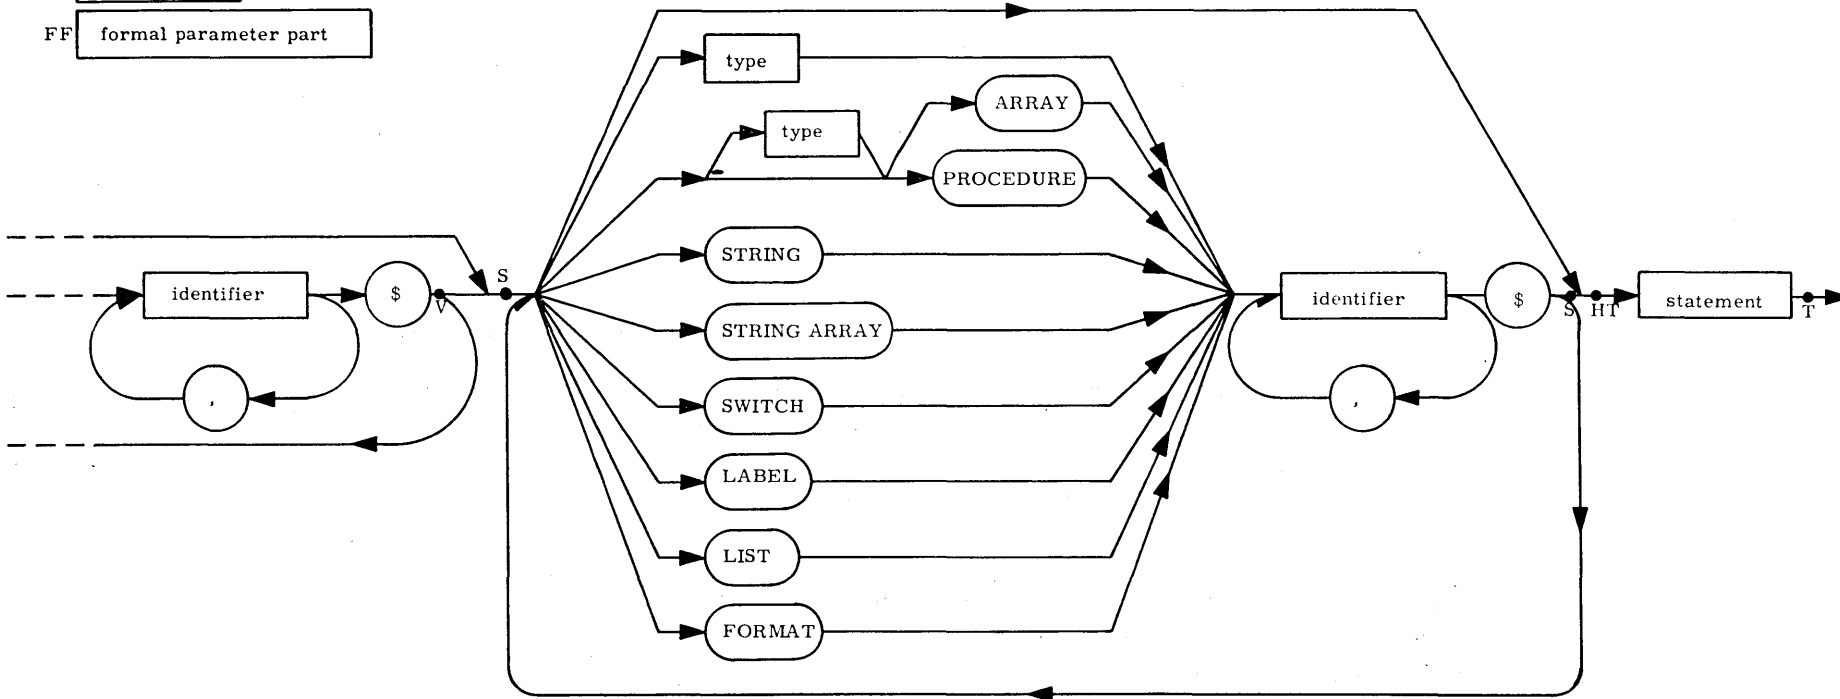 FF formal parameter part
type
ARRAY
type
PROCEDURE
STRING
S
identifier
$
V
identifier
$
S HT
statement
T
STRING ARRAY
,
SWITCH
,
LABEL
LIST
FORMAT